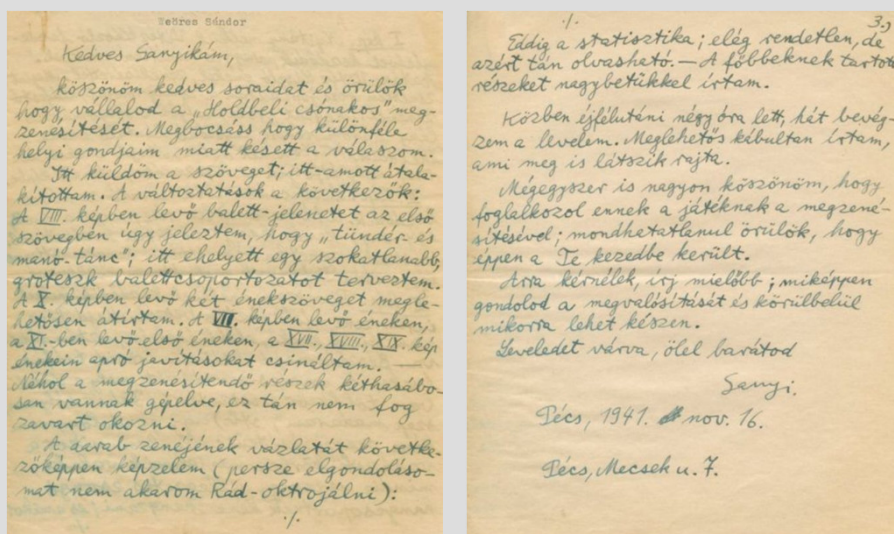 Weöres Sándor
Kedves Sanyikám,
köszönöm kedves soraidat és örülök
hogy vállalod a „Holdbeli csónakos" meg-
zenésítését. Megbocsáss hogy különféle
helyi gondjaim miatt késett a válaszom.
Itt küldöm a szöveget; itt-amott átala-
kítottam. A változtatások a következők:
A VIII. képben levő balett-jelenetet az első
szövegben úgy jeleztem, hogy „tündér- és
manó-tánc"; itt ehelyett egy szokatlanabb,
groteszk balettcsoportozatot terveztem.
A X. képben levő két énekszöveget megle-
hetősen átírtam. A VII. képben levő éneken,
a XI.-ben levő első éneken, a XVII., XVIII., XIX. kép
énekein apró javításokat csináltam. —
Néhol a megzenésítendő részek kéthasábo-
san vannak gépelve, ez tán nem fog
zavart okozni.
A darab zenéjének vázlatát követke-
zőképpen képzelem (persze elgondoláso-
mat nem akarom Rád-oktrojálni):
./.
./. 3.,
Eddig a statisztika; elég rendetlen, de
azért tán olvasható. — A főbbeknek tartott
részeket nagybetűkkel írtam.
Közben éjfélutáni négy óra lett, hát bevég-
zem a levelem. Meglehetős kábultan írtam,
ami meg is látszik rajta.
Mégegyszer is nagyon köszönöm, hogy
foglalkozol ennek a játéknak a megzené-
sítésével; mondhatatlanul örülök, hogy
éppen a Te kezedbe került.
Arra kérnélek, írj mielőbb; miképpen
gondolod a megvalósítását és körülbelül
mikorra lehet készen.
Leveledet várva, ölel barátod
Sanyi.
Pécs, 1941. nov. 16.
Pécs, Mecsek u. 7.